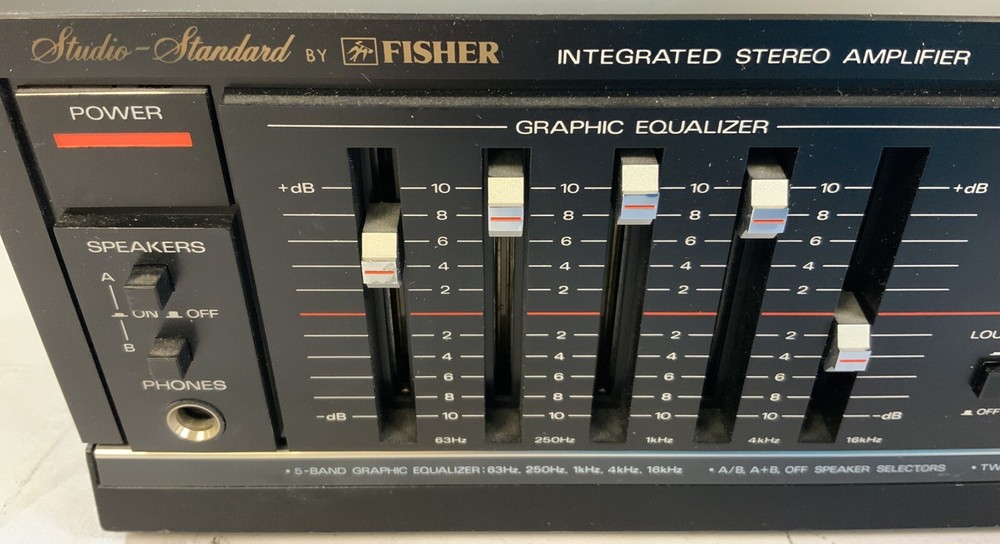 Studio-Standard BY FISHER INTEGRATED STEREO AMPLIFIER
POWER
GRAPHIC EQUALIZER
+dB 10 10 10 10 +dB
8 8 8 8
6 6 6 6
4 4 4 4
2 2 2 2
2 2 2 2
4 4 4 4
6 6 6 6
8 8 8 8
-dB 10 10 10 10 -dB
63Hz 250Hz 1kHz 4kHz 16kHz
SPEAKERS
A
ON OFF
B
PHONES
LOU
OFF
• 5-BAND GRAPHIC EQUALIZER: 63Hz, 250Hz, 1kHz, 4kHz, 16kHz • A/B, A+B, OFF SPEAKER SELECTORS • TW